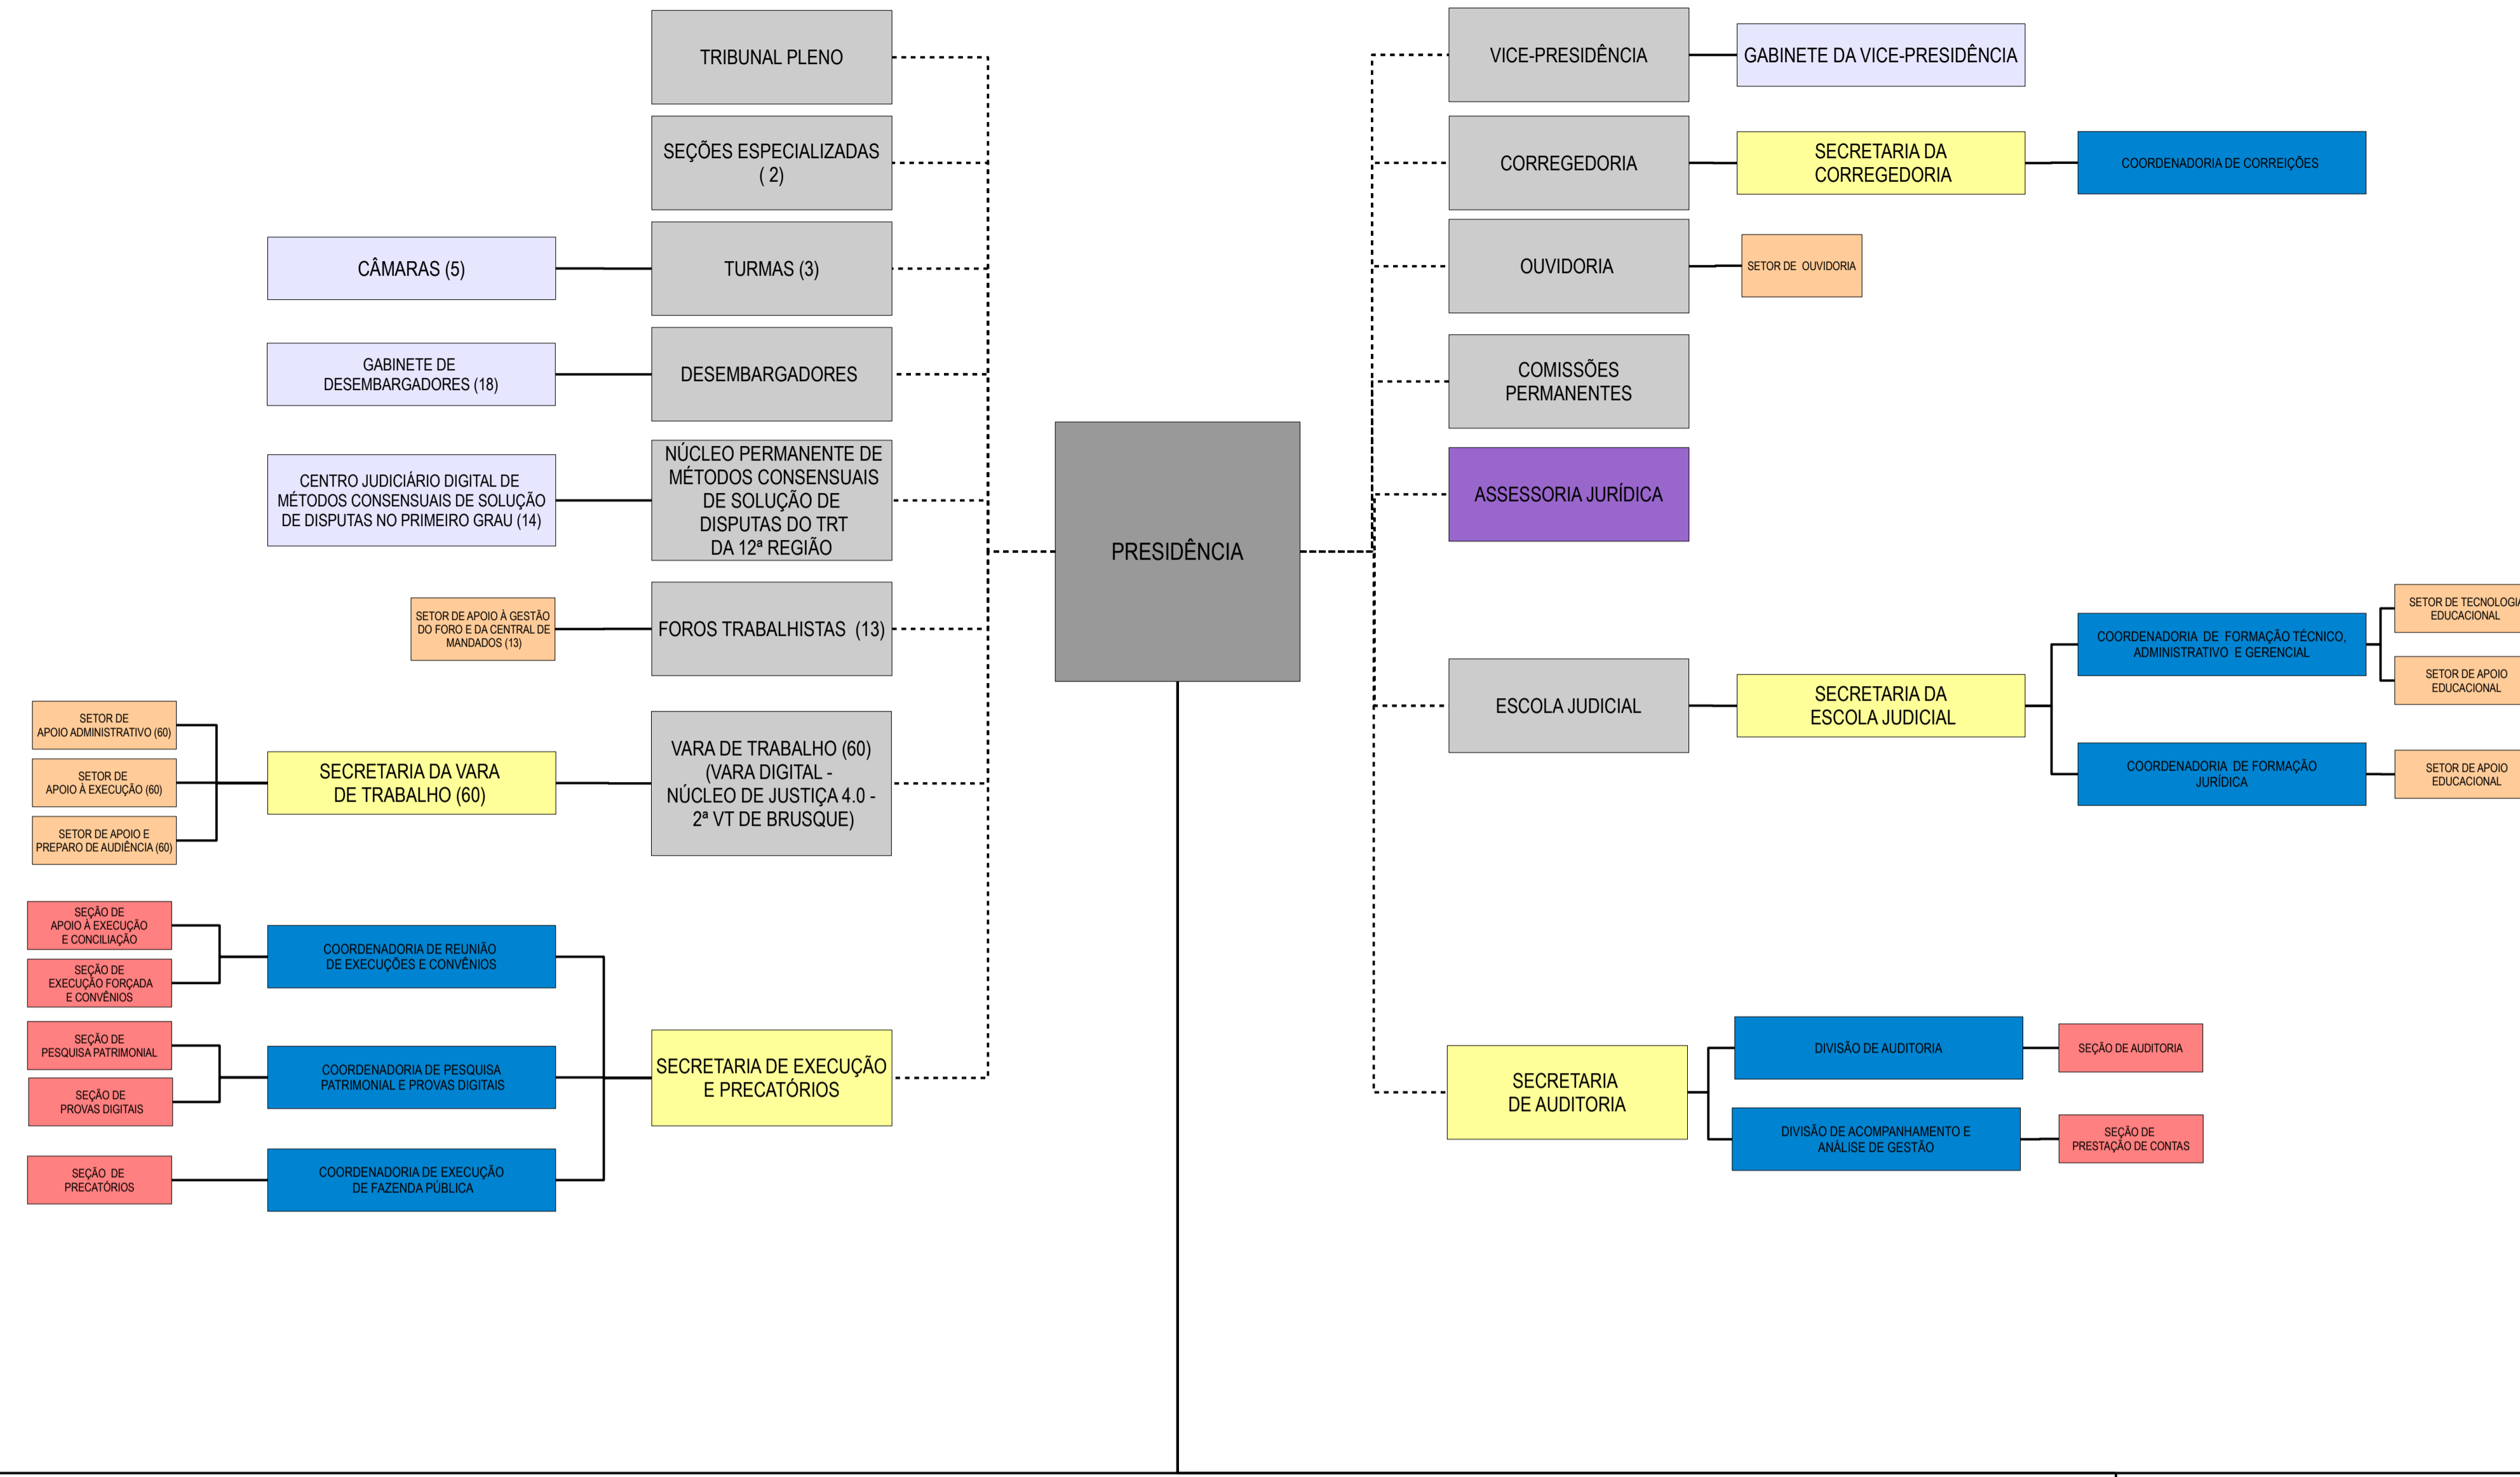 TRIBUNAL PLENO
SEÇÕES ESPECIALIZADAS
( 2)
CÂMARAS (5)
TURMAS (3)
GABINETE DE
DESEMBARGADORES (18)
DESEMBARGADORES
CENTRO JUDICIÁRIO DIGITAL DE
MÉTODOS CONSENSUAIS DE SOLUÇÃO
DE DISPUTAS NO PRIMEIRO GRAU (14)
NÚCLEO PERMANENTE DE
MÉTODOS CONSENSUAIS
DE SOLUÇÃO DE
DISPUTAS DO TRT
DA 12ª REGIÃO
SETOR DE APOIO À GESTÃO
DO FORO E DA CENTRAL DE
MANDADOS (13)
FOROS TRABALHISTAS (13)
SETOR DE
APOIO ADMINISTRATIVO (60)
SETOR DE
APOIO À EXECUÇÃO (60)
SETOR DE APOIO E
PREPARO DE AUDIÊNCIA (60)
SECRETARIA DA VARA
DE TRABALHO (60)
VARA DE TRABALHO (60)
(VARA DIGITAL -
NÚCLEO DE JUSTIÇA 4.0 -
2ª VT DE BRUSQUE)
SEÇÃO DE
APOIO À EXECUÇÃO
E CONCILIAÇÃO
SEÇÃO DE
EXECUÇÃO FORÇADA
E CONVÊNIOS
COORDENADORIA DE REUNIÃO
DE EXECUÇÕES E CONVÊNIOS
SEÇÃO DE
PESQUISA PATRIMONIAL
SEÇÃO DE
PROVAS DIGITAIS
COORDENADORIA DE PESQUISA
PATRIMONIAL E PROVAS DIGITAIS
SEÇÃO DE
PRECATÓRIOS
COORDENADORIA DE EXECUÇÃO
DE FAZENDA PÚBLICA
SECRETARIA DE EXECUÇÃO
E PRECATÓRIOS
PRESIDÊNCIA
VICE-PRESIDÊNCIA
GABINETE DA VICE-PRESIDÊNCIA
CORREGEDORIA
SECRETARIA DA
CORREGEDORIA
COORDENADORIA DE CORREIÇÕES
OUVIDORIA
SETOR DE OUVIDORIA
COMISSÕES
PERMANENTES
ASSESSORIA JURÍDICA
ESCOLA JUDICIAL
SECRETARIA DA
ESCOLA JUDICIAL
COORDENADORIA DE FORMAÇÃO TÉCNICO,
ADMINISTRATIVO E GERENCIAL
SETOR DE TECNOLOGIA
EDUCACIONAL
SETOR DE APOIO
EDUCACIONAL
COORDENADORIA DE FORMAÇÃO
JURÍDICA
SETOR DE APOIO
EDUCACIONAL
SECRETARIA
DE AUDITORIA
DIVISÃO DE AUDITORIA
SEÇÃO DE AUDITORIA
DIVISÃO DE ACOMPANHAMENTO E
ANÁLISE DE GESTÃO
SEÇÃO DE
PRESTAÇÃO DE CONTAS